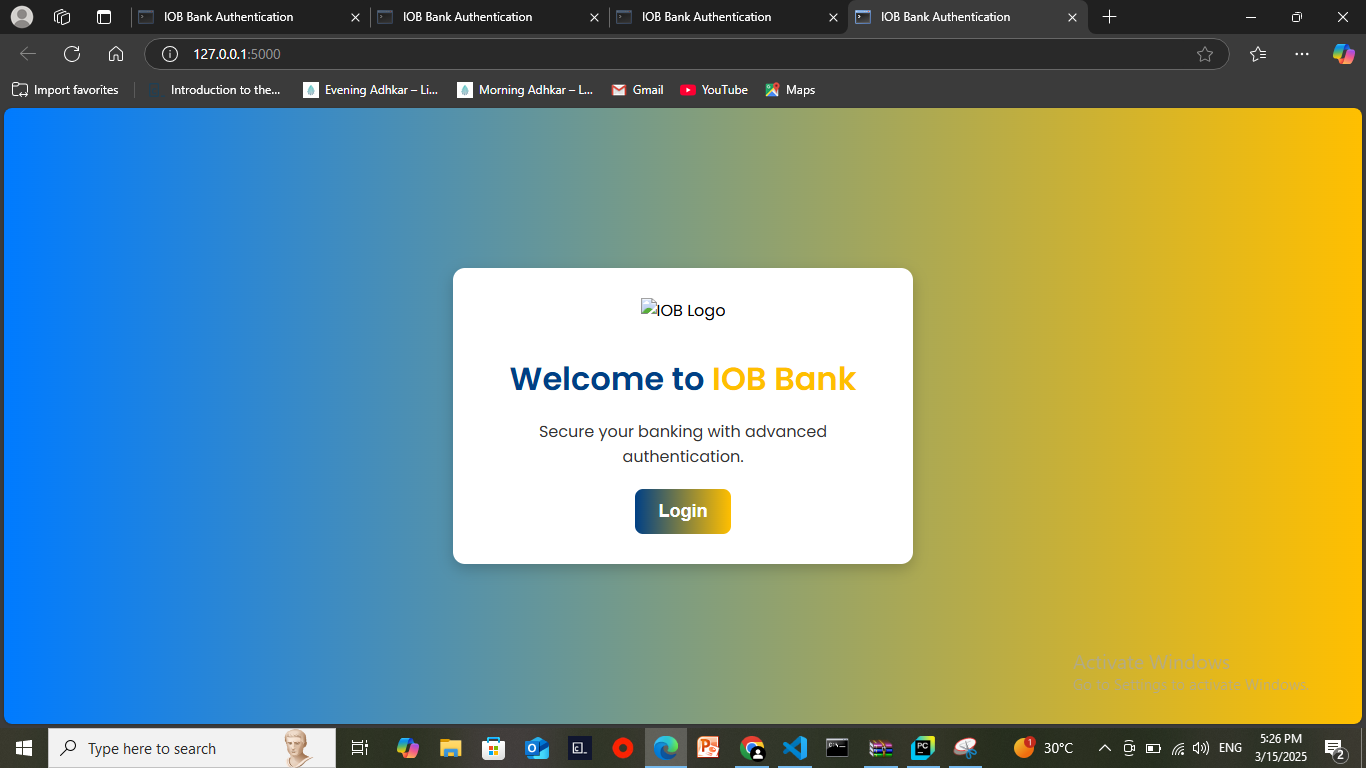 IOB Bank Authentication
IOB Bank Authentication
IOB Bank Authentication
IOB Bank Authentication
127.0.0.1:5000
Import favorites
Introduction to the...
Evening Adhkar – Li...
Morning Adhkar – L...
Gmail
YouTube
Maps
IOB Logo
Welcome to IOB Bank
Secure your banking with advanced
authentication.
Login
Activate Windows
Go to Settings to activate Windows.
Type here to search
30°C
ENG
5:26 PM
3/15/2025